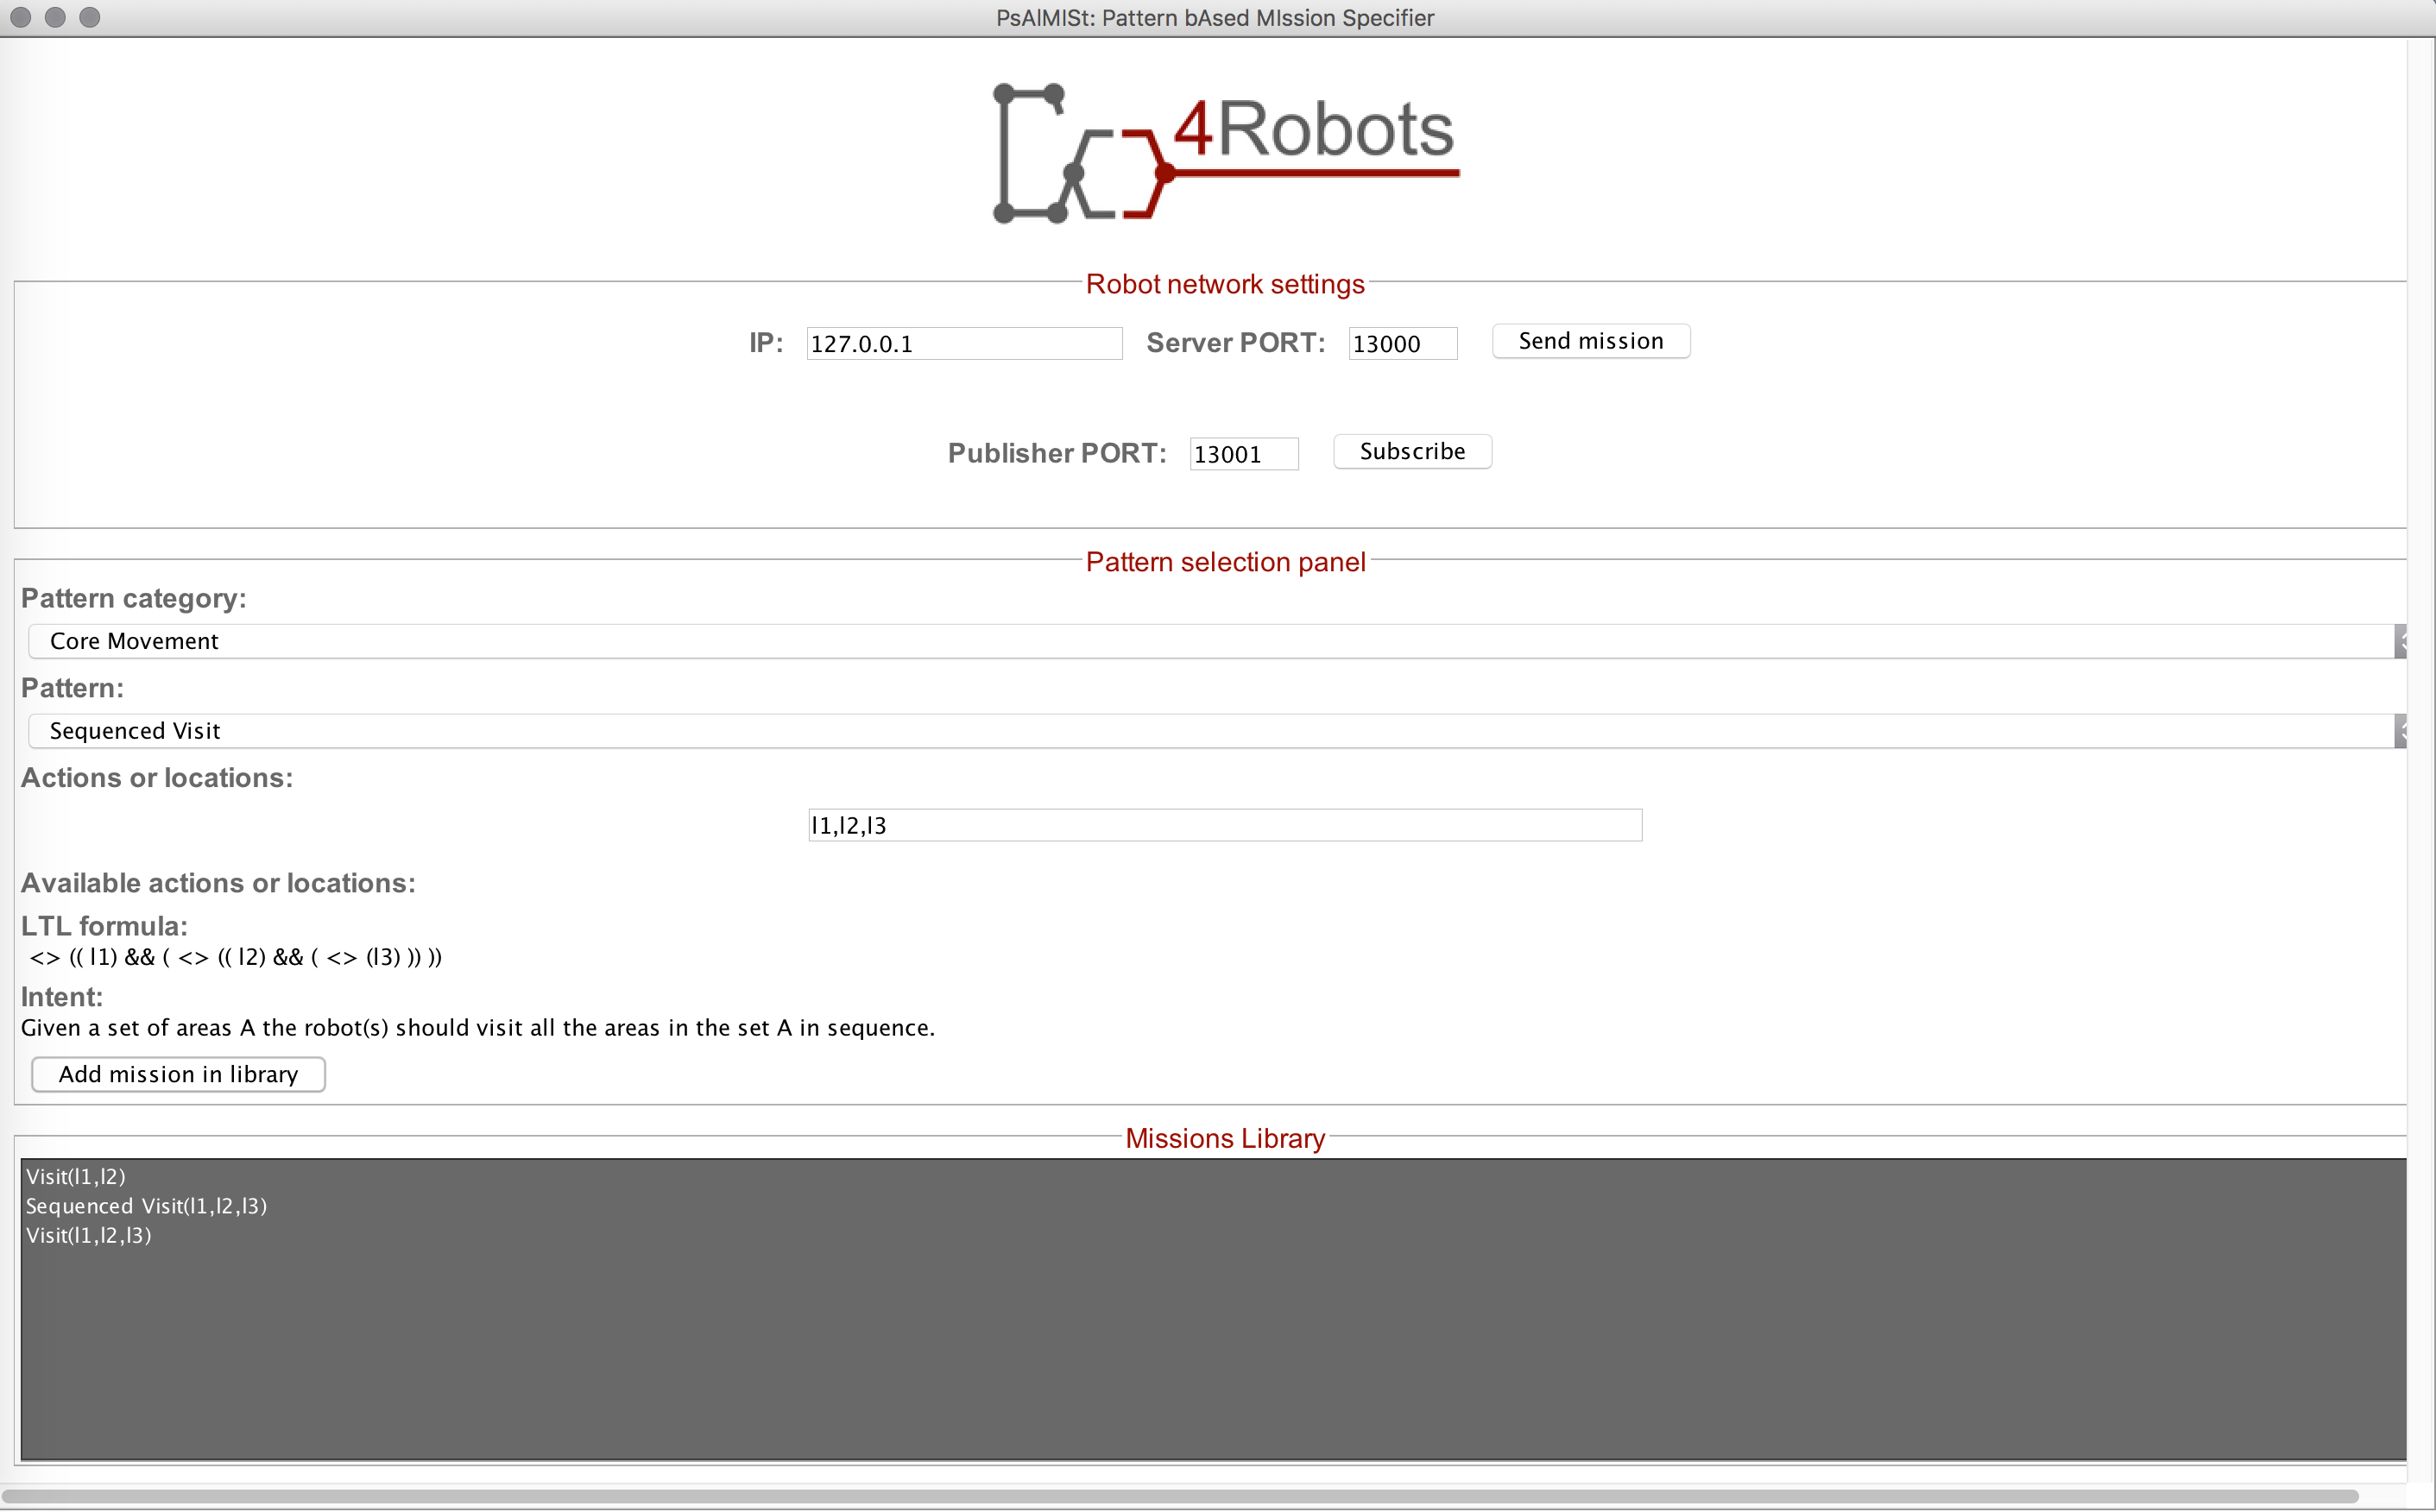 PsAlMISt: Pattern bAsed MIssion Specifier
Co4Robots
Robot network settings
IP: 127.0.0.1 Server PORT: 13000 Send mission
Publisher PORT: 13001 Subscribe
Pattern selection panel
Pattern category:
Core Movement
Pattern:
Sequenced Visit
Actions or locations:
l1,l2,l3
Available actions or locations:
LTL formula:
<> (( l1) && ( <> (( l2) && ( <> (l3) )) ))
Intent:
Given a set of areas A the robot(s) should visit all the areas in the set A in sequence.
Add mission in library
Missions Library
Visit(l1,l2)
Sequenced Visit(l1,l2,l3)
Visit(l1,l2,l3)